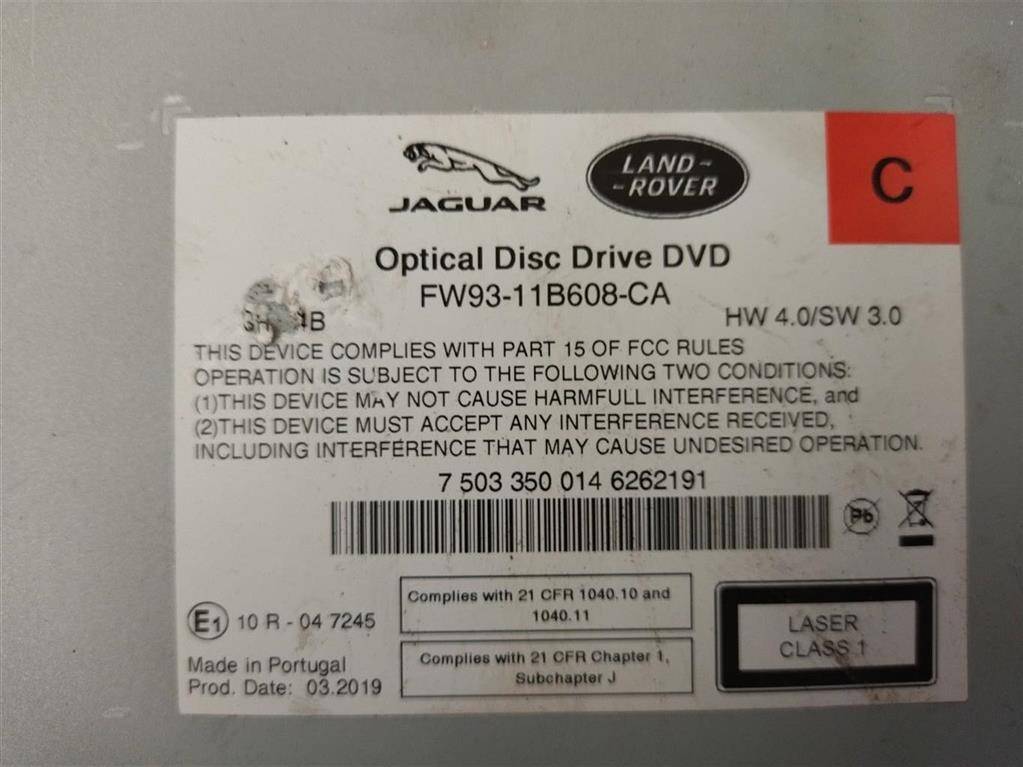 JAGUAR
LAND-
-ROVER
C
Optical Disc Drive DVD
FW93-11B608-CA
HW 4.0/SW 3.0
THIS DEVICE COMPLIES WITH PART 15 OF FCC RULES
OPERATION IS SUBJECT TO THE FOLLOWING TWO CONDITIONS:
(1)THIS DEVICE MAY NOT CAUSE HARMFULL INTERFERENCE, and
(2)THIS DEVICE MUST ACCEPT ANY INTERFERENCE RECEIVED,
INCLUDING INTERFERENCE THAT MAY CAUSE UNDESIRED OPERATION.
7 503 350 014 6262191
Pb
E1 10 R - 04 7245
Made in Portugal
Prod. Date: 03.2019
Complies with 21 CFR 1040.10 and
1040.11
Complies with 21 CFR Chapter 1,
Subchapter J
LASER
CLASS 1